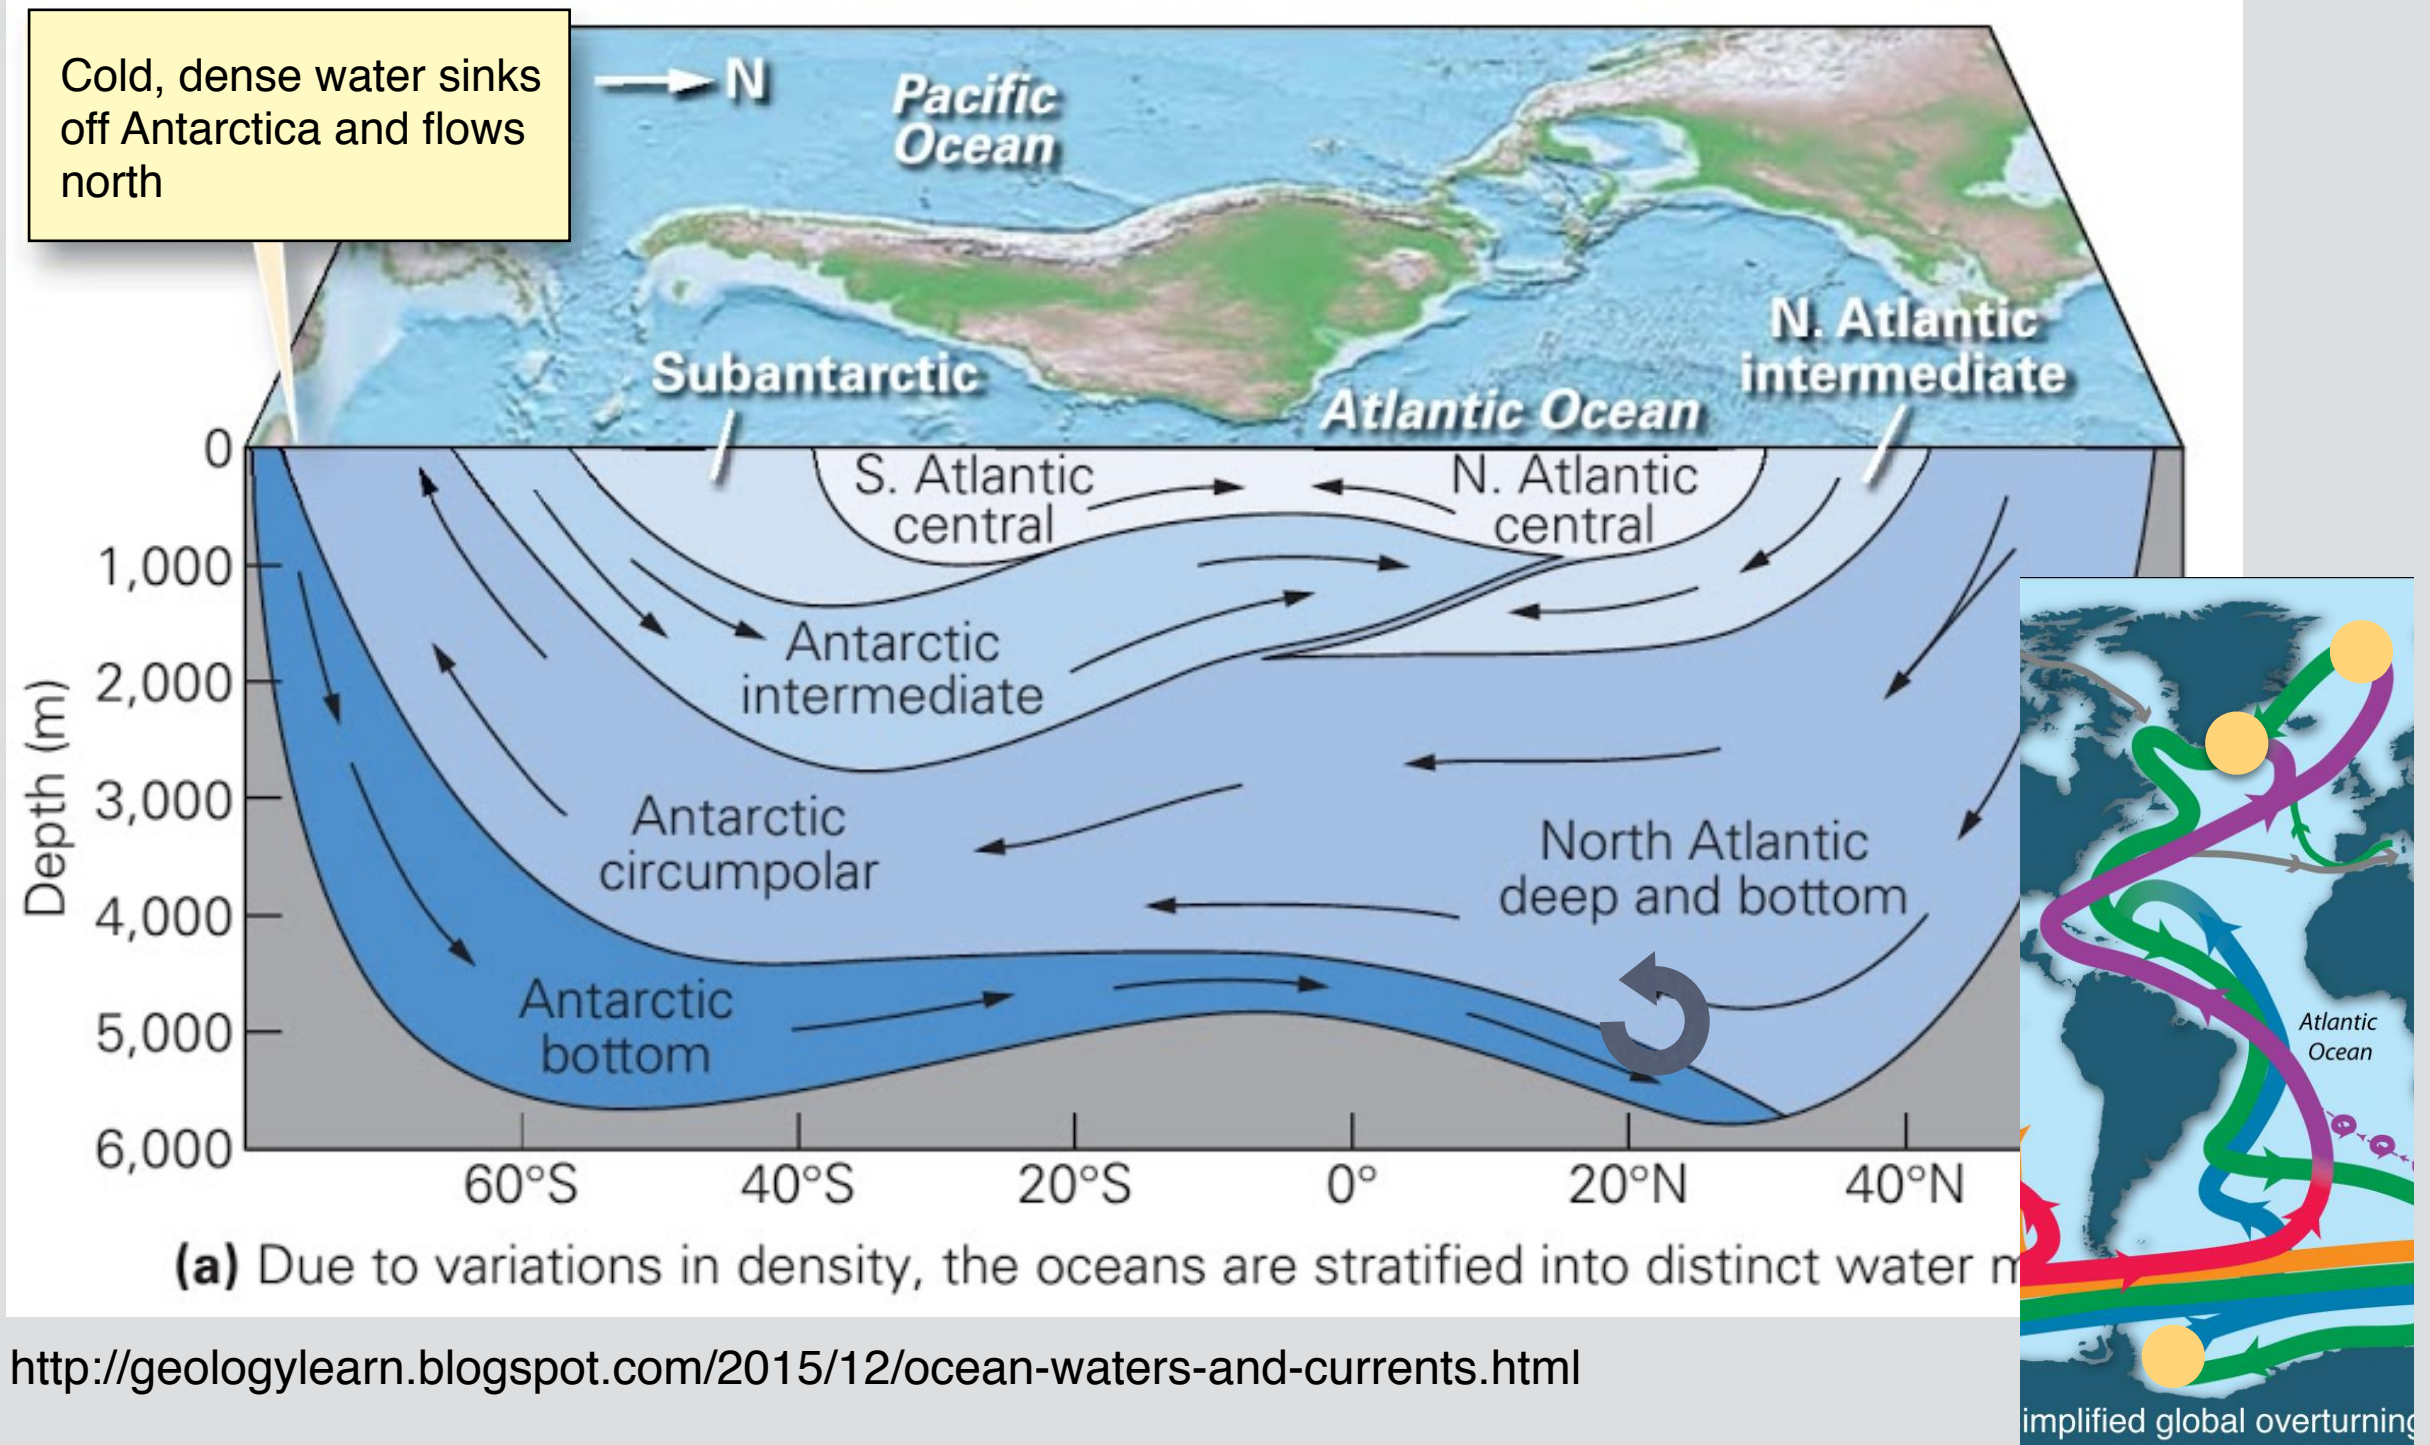 Cold, dense water sinks
off Antarctica and flows
north
N
Pacific
Ocean
Subantarctic
Atlantic Ocean
N. Atlantic
intermediate
0
1,000
2,000
3,000
4,000
5,000
6,000
Depth (m)
S. Atlantic
central
N. Atlantic
central
Antarctic
intermediate
Antarctic
circumpolar
North Atlantic
deep and bottom
Antarctic
bottom
60°S
40°S
20°S
0°
20°N
40°N
(a) Due to variations in density, the oceans are stratified into distinct water m
Atlantic
Ocean
implified global overturning
http://geologylearn.blogspot.com/2015/12/ocean-waters-and-currents.html